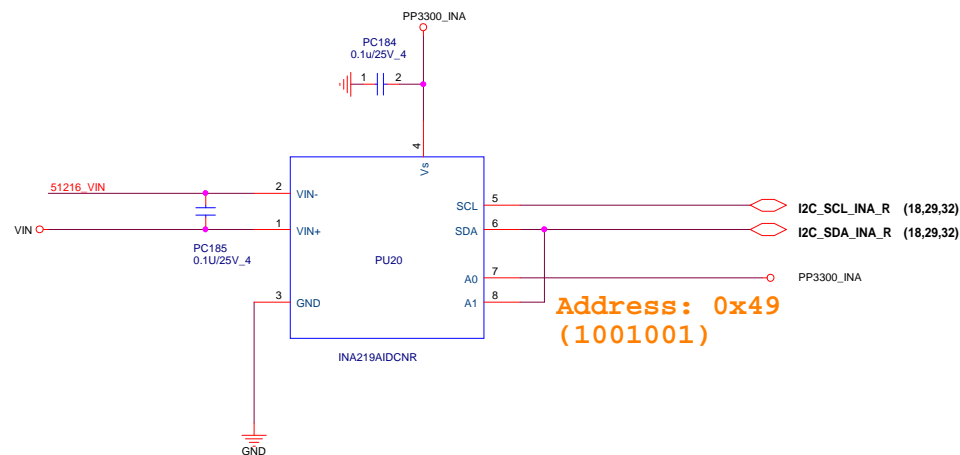 PP3300_INA
PC184
0.1u/25V_4
1 2
4
Vs
51216_VIN
2 VIN-
SCL 5
I2C_SCL_INA_R (18,29,32)
VIN
1 VIN+
SDA 6
I2C_SDA_INA_R (18,29,32)
PC185
0.1U/25V_4
PU20
A0 7
PP3300_INA
3 GND
A1 8
Address: 0x49
(1001001)
INA219AIDCNR
GND